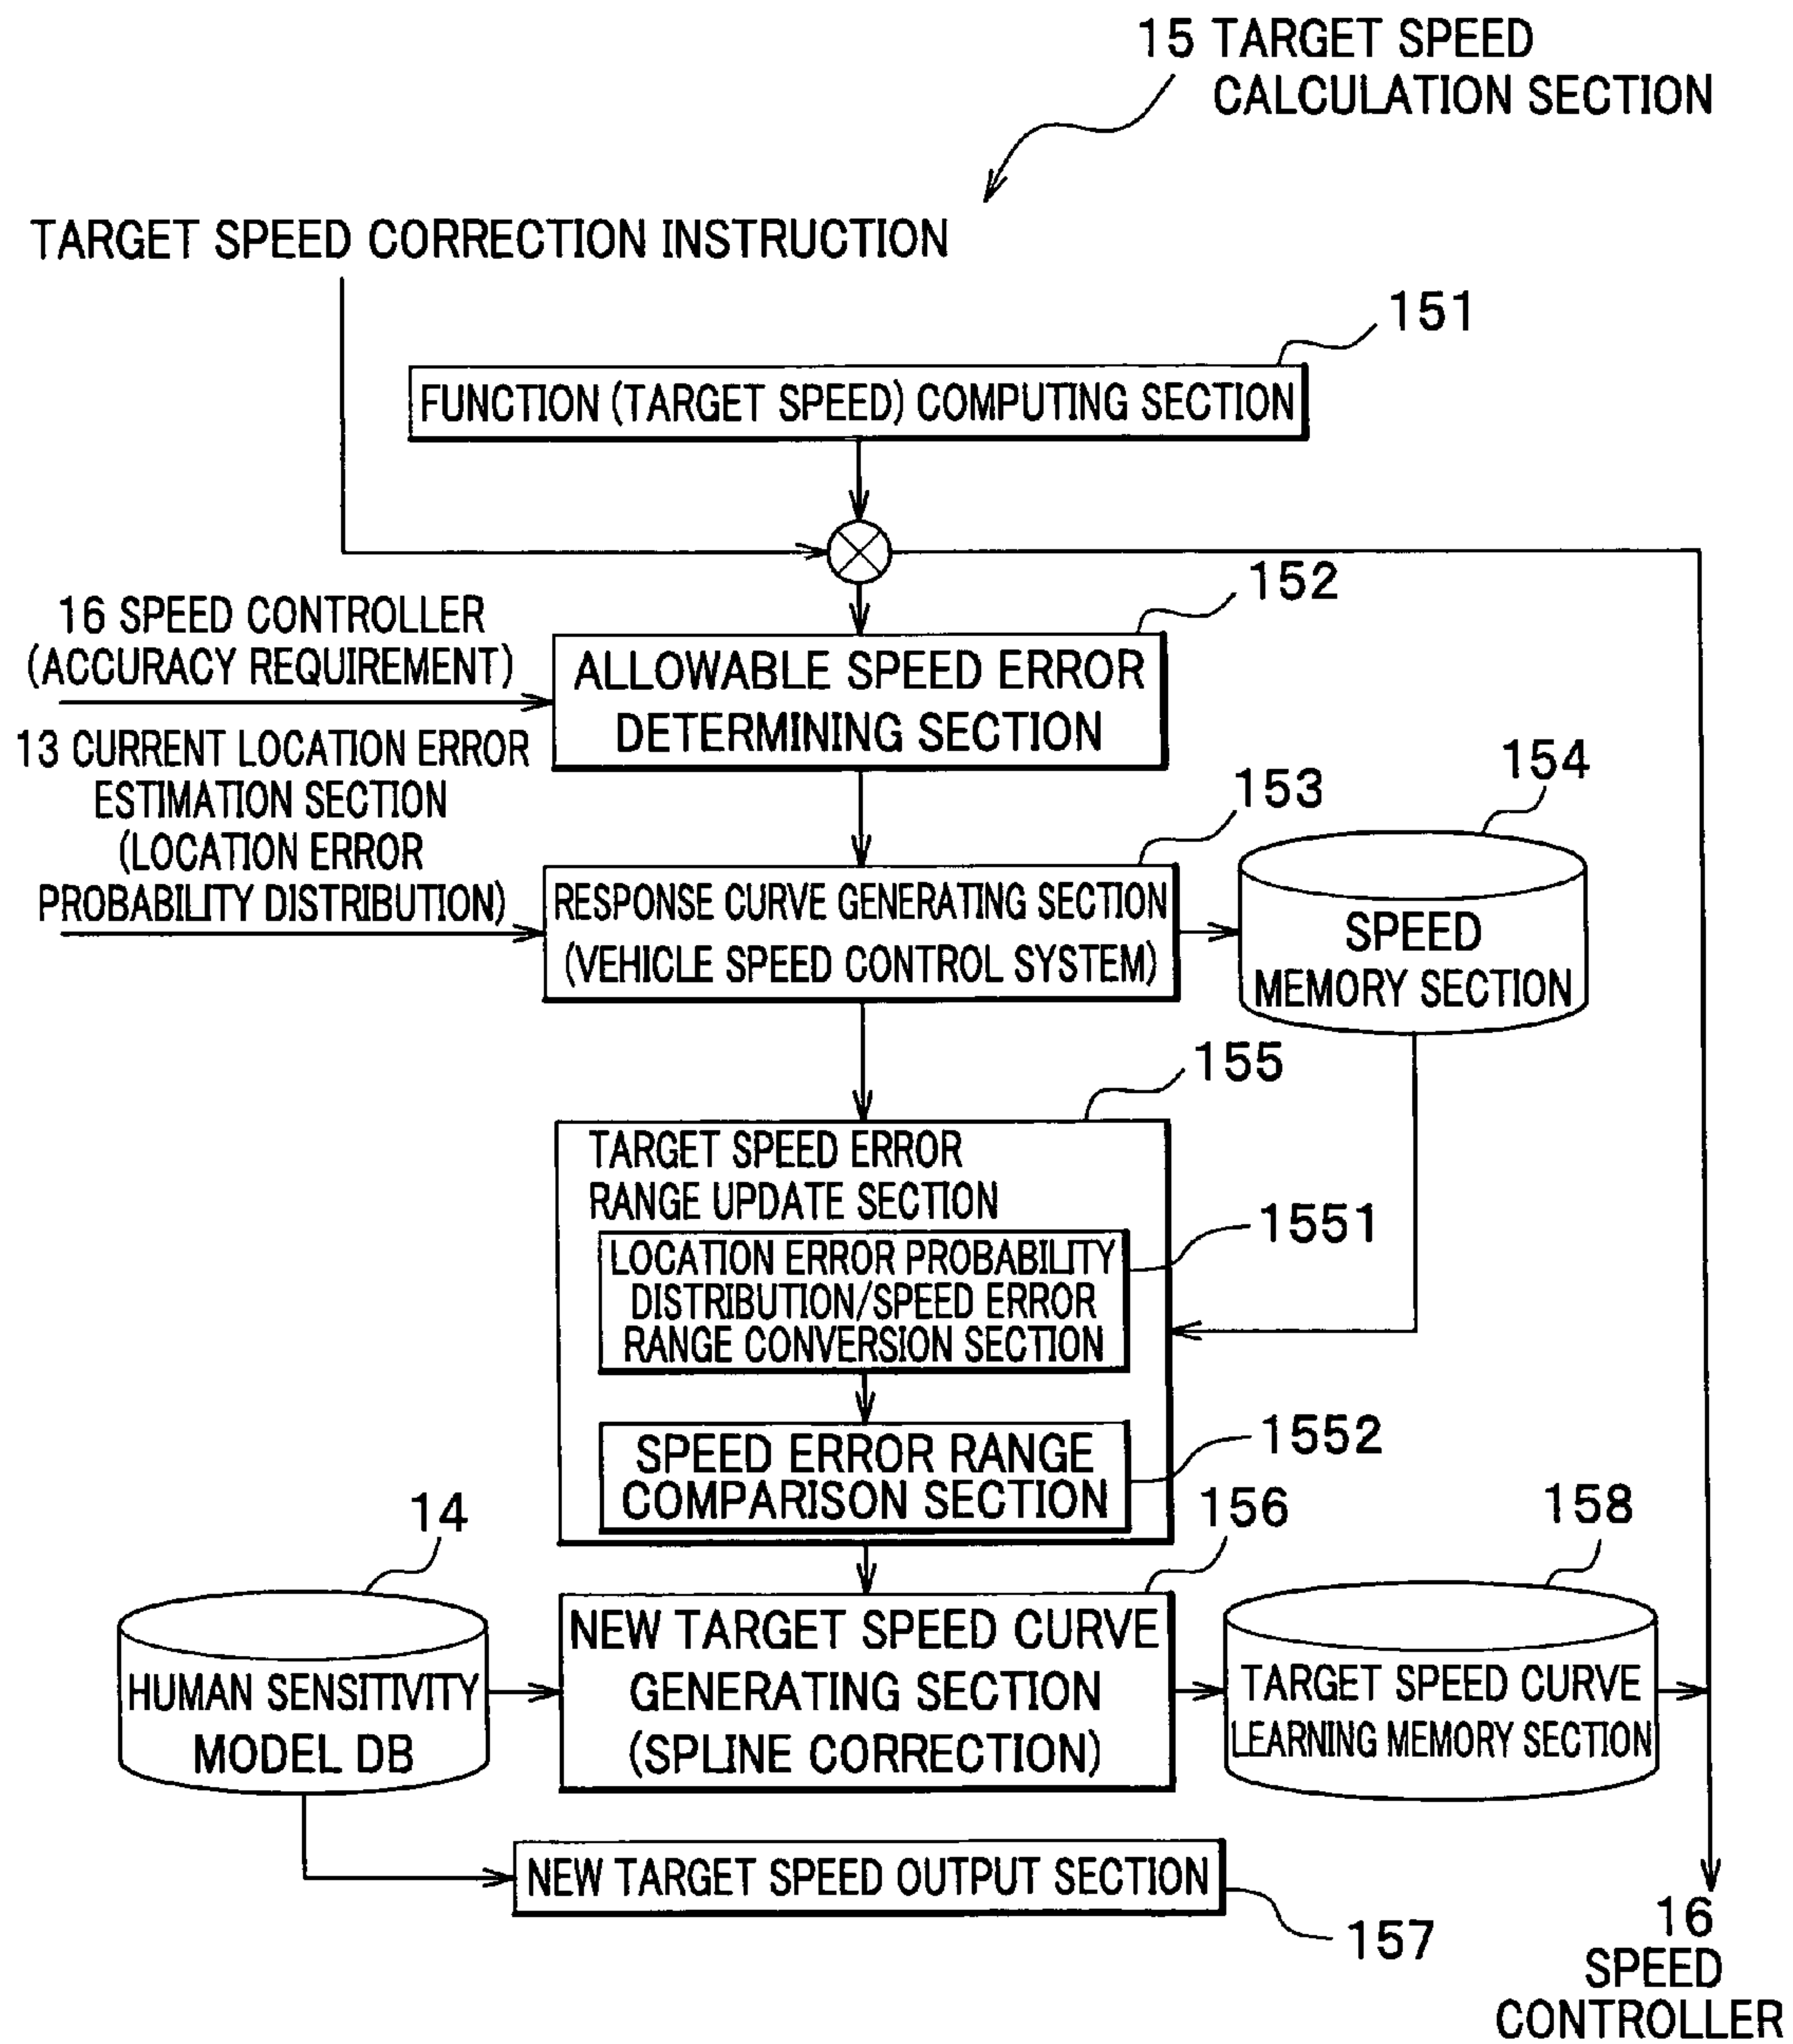 15 TARGET SPEED
CALCULATION SECTION
TARGET SPEED CORRECTION INSTRUCTION
151
FUNCTION (TARGET SPEED) COMPUTING SECTION
152
16 SPEED CONTROLLER
(ACCURACY REQUIREMENT)
ALLOWABLE SPEED ERROR
DETERMINING SECTION
13 CURRENT LOCATION ERROR
ESTIMATION SECTION
(LOCATION ERROR
PROBABILITY DISTRIBUTION)
153
154
RESPONSE CURVE GENERATING SECTION
(VEHICLE SPEED CONTROL SYSTEM)
SPEED
MEMORY SECTION
155
TARGET SPEED ERROR
RANGE UPDATE SECTION
1551
LOCATION ERROR PROBABILITY
DISTRIBUTION/SPEED ERROR
RANGE CONVERSION SECTION
1552
SPEED ERROR RANGE
COMPARISON SECTION
14
156
158
HUMAN SENSITIVITY
MODEL DB
NEW TARGET SPEED CURVE
GENERATING SECTION
(SPLINE CORRECTION)
TARGET SPEED CURVE
LEARNING MEMORY SECTION
NEW TARGET SPEED OUTPUT SECTION
157
16
SPEED
CONTROLLER